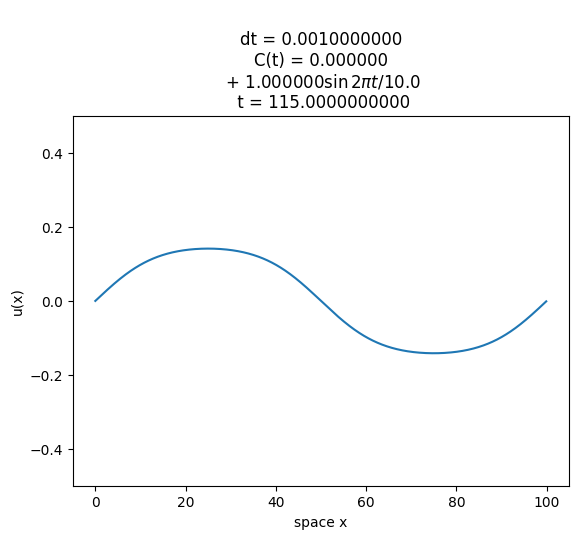 dt = 0.0010000000
C(t) = 0.000000
+ 1.000000sin 2πt/10.0
t = 115.0000000000
0.4
0.2
0.0
−0.2
−0.4
u(x)
0 20 40 60 80 100
space x